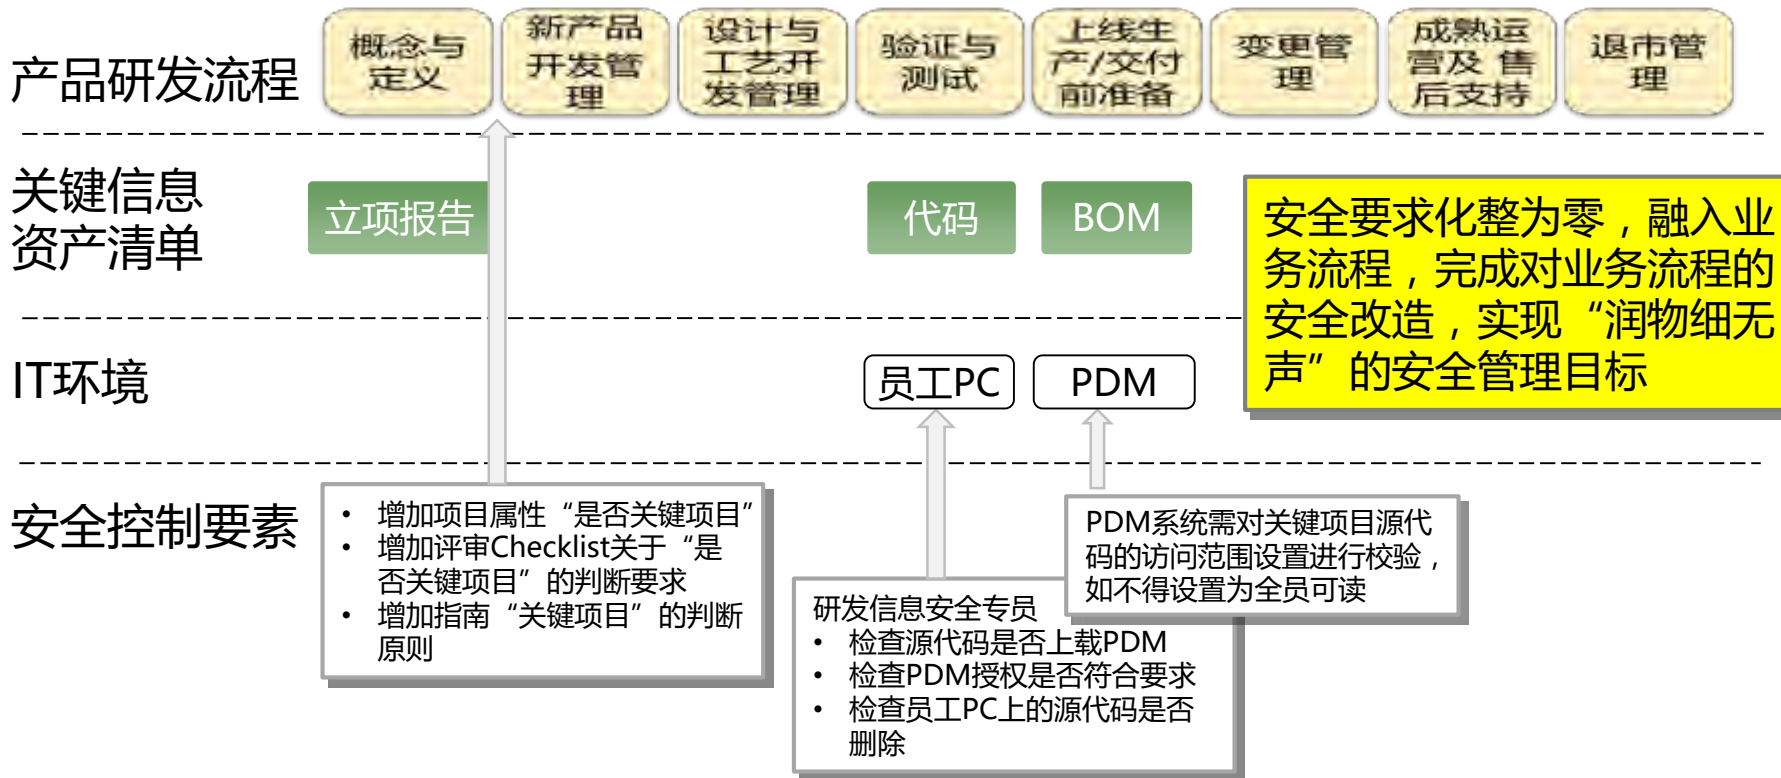 产品研发流程
概念与
定义
新产品
开发管
理
设计与
工艺开
发管理
验证与
测试
上线生
产/交付
前准备
变更管
理
成熟运
营及 售
后支持
退市管
理
关键信息
资产清单
立项报告
代码
BOM
安全要求化整为零，融入业
务流程，完成对业务流程的
安全改造，实现“润物细无
声”的安全管理目标
IT环境
员工PC
PDM
安全控制要素
• 增加项目属性“是否关键项目”
• 增加评审Checklist关于“是
否关键项目”的判断要求
• 增加指南“关键项目”的判断
原则
研发信息安全专员
• 检查源代码是否上载PDM
• 检查PDM授权是否符合要求
• 检查员工PC上的源代码是否
删除
PDM系统需对关键项目源代
码的访问范围设置进行校验，
如不得设置为全员可读